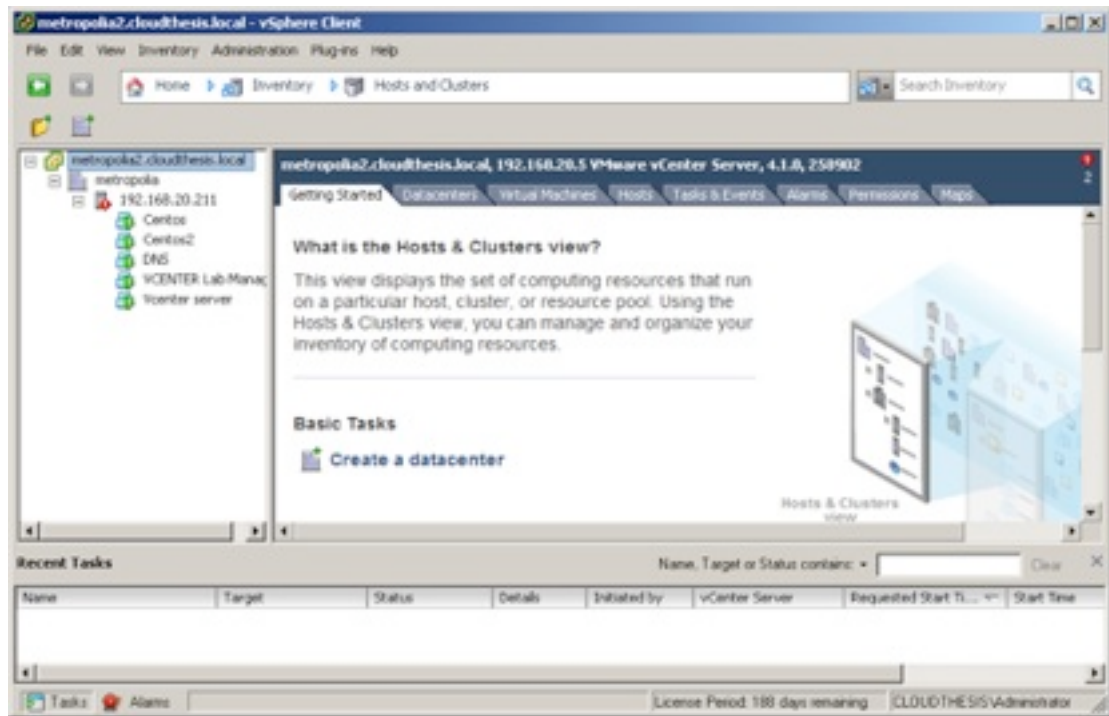 metropolia2.cloudthesis.local - vSphere Client
File Edit View Inventory Administration Plug-ins Help
Home Inventory Hosts and Clusters Search Inventory
metropolia2.cloudthesis.local
metropolia
192.168.20.211
Centos
Centos2
DNS
VCENTER Lab Manag
Vcenter server
metropolia2.cloudthesis.local, 192.168.20.5 VMware vCenter Server, 4.1.0, 258902
Getting Started Datacenters Virtual Machines Hosts Tasks & Events Alarms Permissions Maps
What is the Hosts & Clusters view?
This view displays the set of computing resources that run
on a particular host, cluster, or resource pool. Using the
Hosts & Clusters view, you can manage and organize your
inventory of computing resources.
Basic Tasks
Create a datacenter
Hosts & Clusters
view
Recent Tasks Name, Target or Status contains: Clear
Name Target Status Details Initiated by vCenter Server Requested Start Ti... Start Time
Tasks Alarms License Period: 188 days remaining CLOUDTHESIS\Administrator